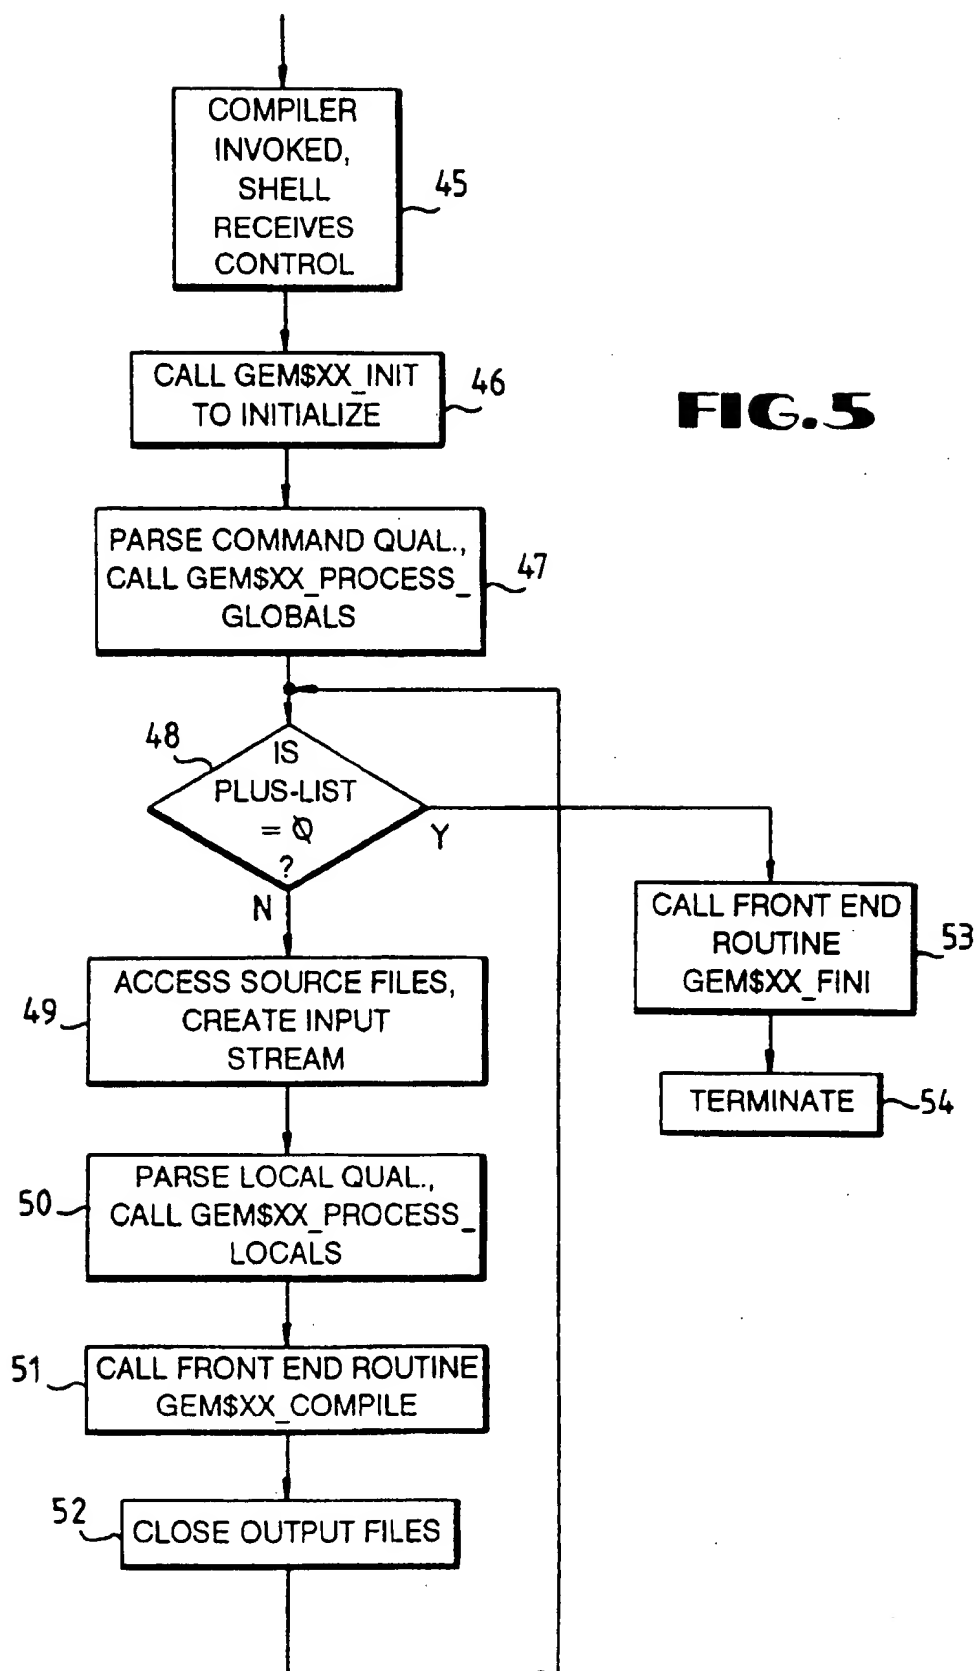 COMPILER
INVOKED,
SHELL
RECEIVES
CONTROL
45
CALL GEM$XX_INIT
TO INITIALIZE
46
FIG.5
PARSE COMMAND QUAL.,
CALL GEM$XX_PROCESS_
GLOBALS
47
48
IS
PLUS-LIST
= Ø
?
Y
N
ACCESS SOURCE FILES,
CREATE INPUT
STREAM
49
CALL FRONT END
ROUTINE
GEM$XX_FINI
53
TERMINATE
54
PARSE LOCAL QUAL.,
CALL GEM$XX_PROCESS_
LOCALS
50
51
CALL FRONT END ROUTINE
GEM$XX_COMPILE
52
CLOSE OUTPUT FILES